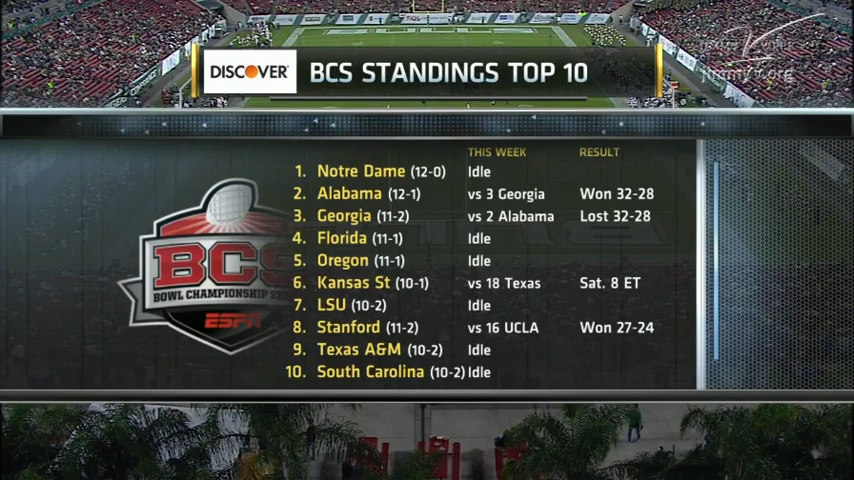 DISCOVER
BCS STANDINGS TOP 10
jimmyv.org
THIS WEEK RESULT
1. Notre Dame (12-0) Idle
2. Alabama (12-1) vs 3 Georgia Won 32-28
3. Georgia (11-2) vs 2 Alabama Lost 32-28
4. Florida (11-1) Idle
5. Oregon (11-1) Idle
6. Kansas St (10-1) vs 18 Texas Sat. 8 ET
7. LSU (10-2) Idle
8. Stanford (11-2) vs 16 UCLA Won 27-24
9. Texas A&M (10-2) Idle
10. South Carolina (10-2) Idle
BCS
BOWL CHAMPIONSHIP
ESPN